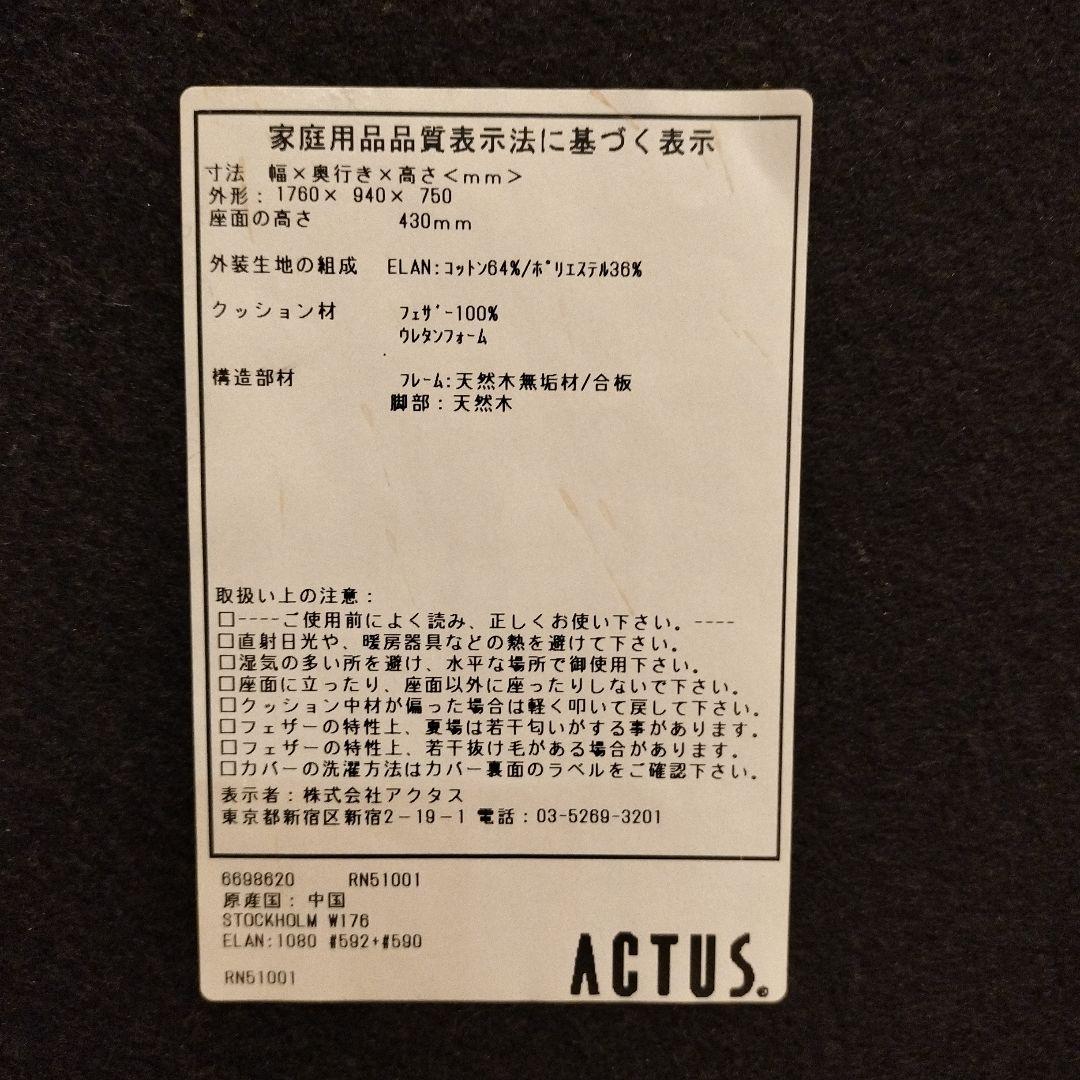 家庭用品品質表示法に基づく表示
寸法 幅×奥行き×高さ<mm>
外形: 1760× 940× 750
座面の高さ 430mm
外装生地の組成 ELAN:ｺｯﾄﾝ64%/ﾎﾟﾘｴｽﾃﾙ36%
クッション材 ﾌｪｻﾞｰ100%
ｳﾚﾀﾝﾌｫｰﾑ
構造部材 ﾌﾚｰﾑ:天然木無垢材/合板
脚部:天然木
取扱い上の注意:
□----ご使用前によく読み、正しくお使い下さい。----
□直射日光や、暖房器具などの熱を避けて下さい。
□湿気の多い所を避け、水平な場所で御使用下さい。
□座面に立ったり、座面以外に座ったりしないで下さい。
□クッション中材が偏った場合は軽く叩いて戻して下さい。
□フェザーの特性上、夏場は若干匂いがする事があります。
□フェザーの特性上、若干抜け毛がある場合があります。
□カバーの洗濯方法はカバー裏面のラベルをご確認下さい。
表示者:株式会社アクタス
東京都新宿区新宿2-19-1 電話:03-5269-3201
6698620 RN51001
原産国: 中国
STOCKHOLM W176
ELAN:1080 #592+#590
RN51001
ACTUS®